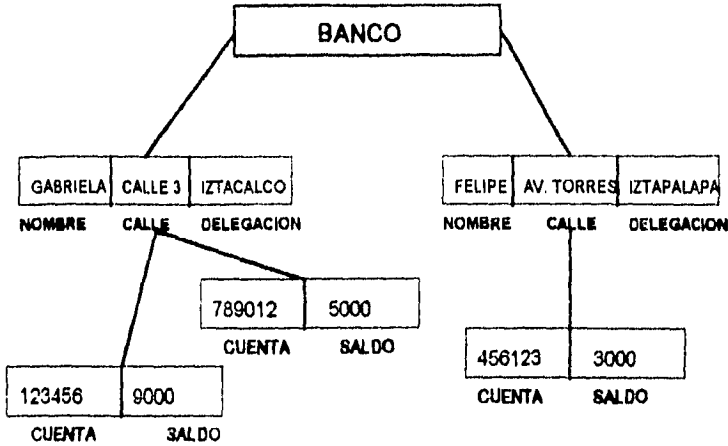 BANCO
GABRIELA CALLE 3 IZTACALCO
NOMBRE CALLE DELEGACION
FELIPE AV. TORRES IZTAPALAPA
NOMBRE CALLE DELEGACION
789012 5000
CUENTA SALDO
456123 3000
CUENTA SALDO
123456 9000
CUENTA SALDO